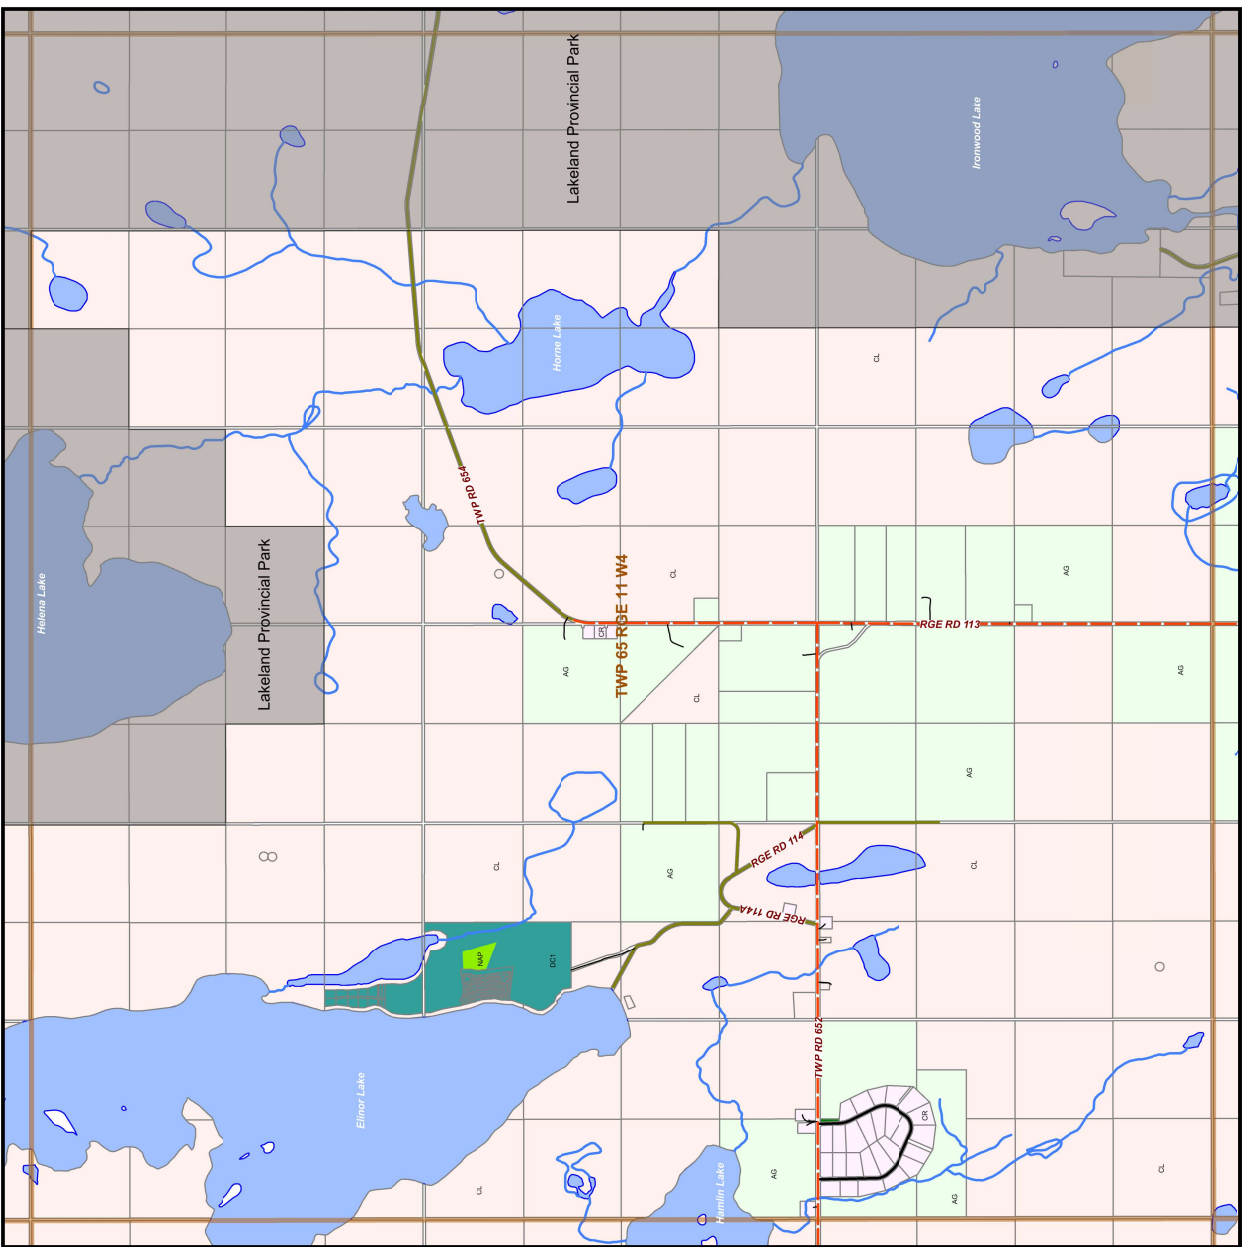 Lakeland Provincial Park
Ironwood Lake
Horne Lake
CL
TWP RD 654
Helena Lake
Lakeland Provincial Park
CL
AG
TWP 65 RGE 11 W4
CR
RGE RD 113
AG
CL
AG
AG
RGE RD 114
CL
AG
CL
RGE RD 114A
NAP
DC1
TWP RD 652
Elinor Lake
CR
CL
AG
Hamlin Lake
AG
CL